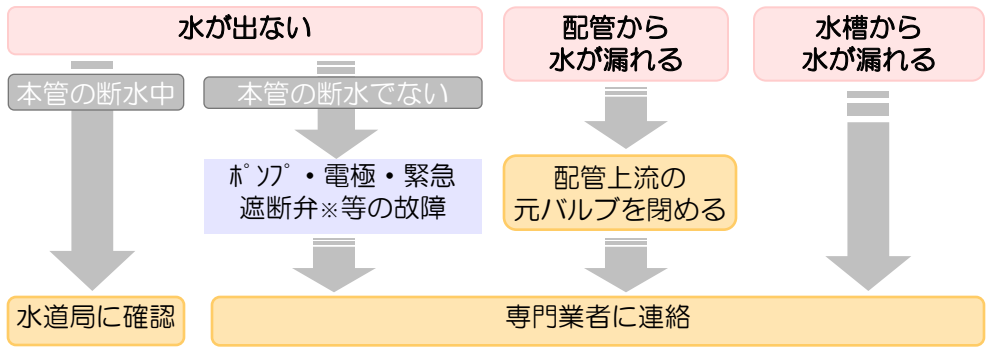 水が出ない
配管から
水が漏れる
水槽から
水が漏れる
本管の断水中
本管の断水でない
ﾎﾟﾝﾌﾟ・電極・緊急
遮断弁※等の故障
配管上流の
元バルブを閉める
水道局に確認
専門業者に連絡